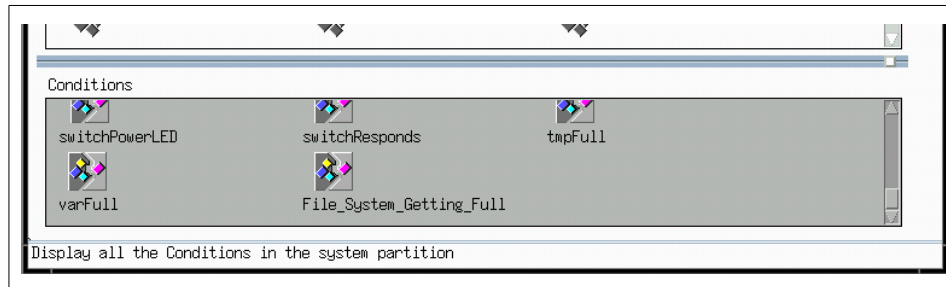 Conditions
switchPowerLED switchResponds tmpFull
varFull File_System_Getting_Full
Display all the Conditions in the system partition